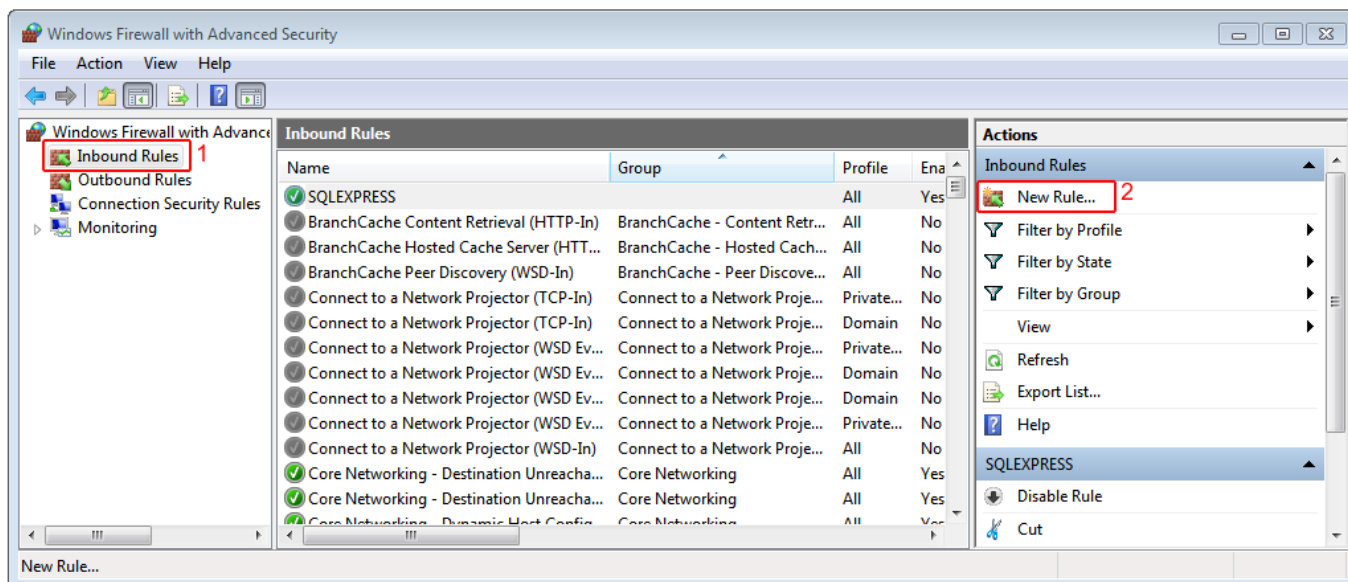 Windows Firewall with Advanced Security
File Action View Help
Windows Firewall with Advance
Inbound Rules 1
Outbound Rules
Connection Security Rules
Monitoring
Inbound Rules
Name Group Profile Ena
SQLEXPRESS All Yes
BranchCache Content Retrieval (HTTP-In) BranchCache - Content Retr... All No
BranchCache Hosted Cache Server (HTT... BranchCache - Hosted Cach... All No
BranchCache Peer Discovery (WSD-In) BranchCache - Peer Discove... All No
Connect to a Network Projector (TCP-In) Connect to a Network Proje... Private... No
Connect to a Network Projector (TCP-In) Connect to a Network Proje... Domain No
Connect to a Network Projector (WSD Ev... Connect to a Network Proje... Private... No
Connect to a Network Projector (WSD Ev... Connect to a Network Proje... Domain No
Connect to a Network Projector (WSD Ev... Connect to a Network Proje... Domain No
Connect to a Network Projector (WSD Ev... Connect to a Network Proje... Private... No
Connect to a Network Projector (WSD-In) Connect to a Network Proje... All No
Core Networking - Destination Unreacha... Core Networking All Yes
Core Networking - Destination Unreacha... Core Networking All Yes
Core Networking - Dynamic Host Config... Core Networking All Yes
Actions
Inbound Rules
New Rule... 2
Filter by Profile
Filter by State
Filter by Group
View
Refresh
Export List...
Help
SQLEXPRESS
Disable Rule
Cut
New Rule...